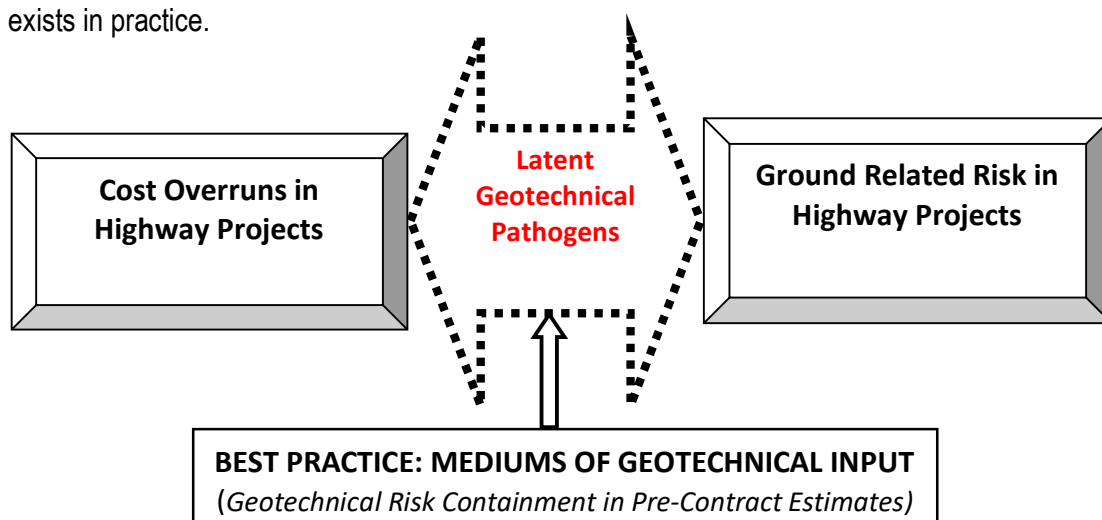 exists in practice.
Cost Overruns in
Highway Projects
Latent
Geotechnical
Pathogens
Ground Related Risk in
Highway Projects
BEST PRACTICE: MEDIUMS OF GEOTECHNICAL INPUT
(Geotechnical Risk Containment in Pre-Contract Estimates)